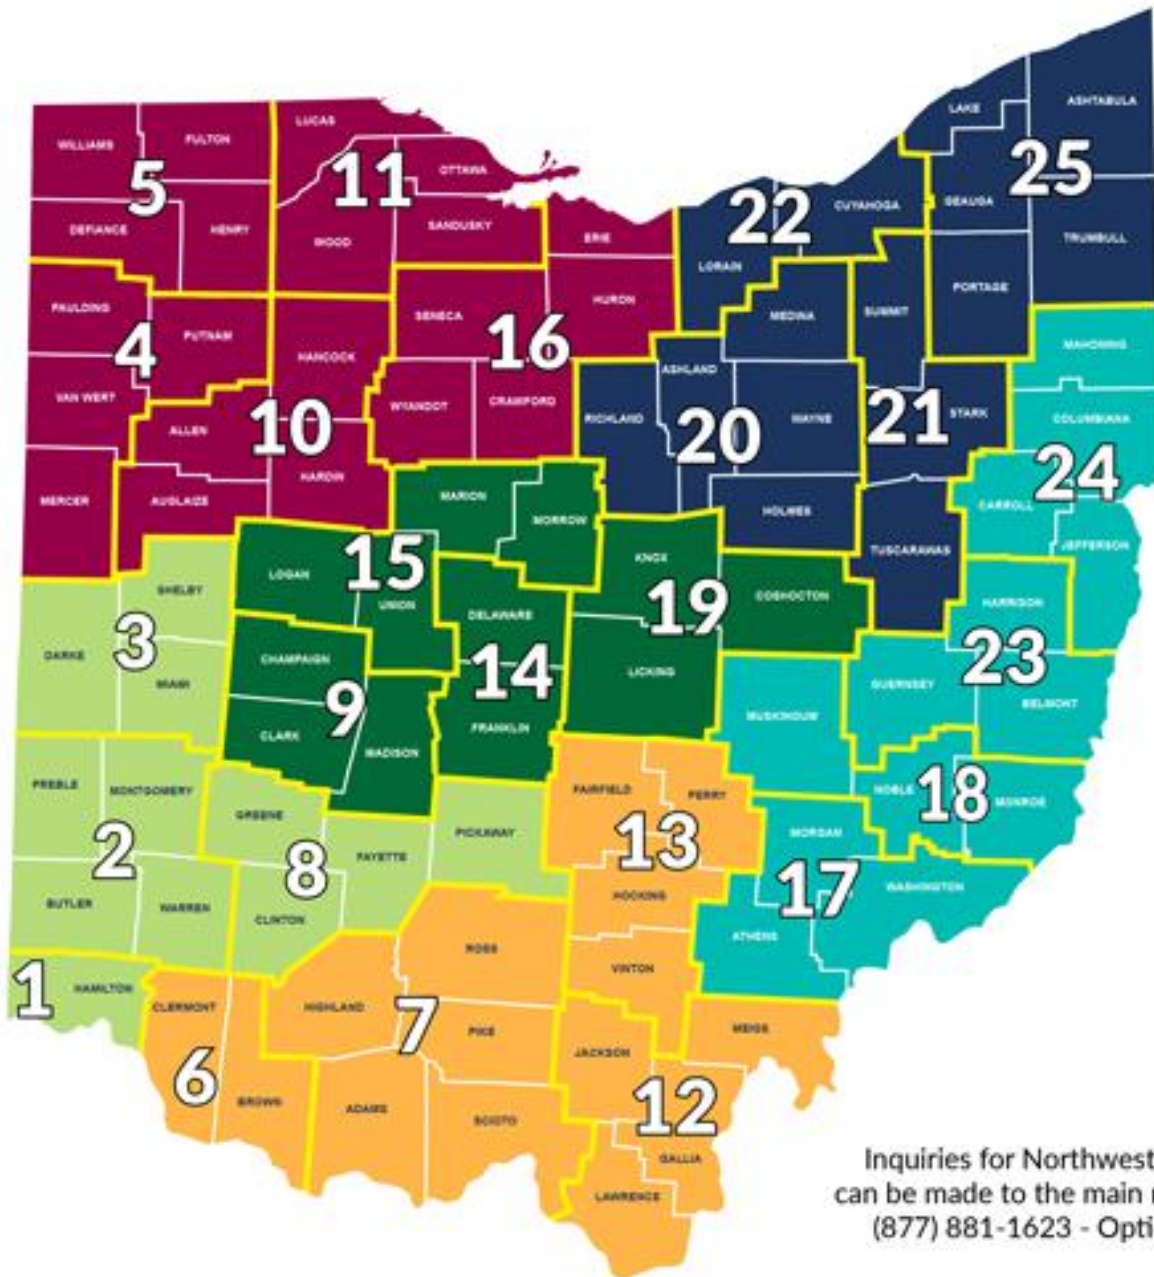 LAKE
ASHTABULA
LUCAS
WILLIAMS
FULTON
5
11
OTTAWA
25
22
CUYAHOGA
GEAUGA
DEFIANCE
HENRY
WOOD
SANDUSKY
ERIE
TRUMBULL
LORAIN
PORTAGE
PAULDING
PUTNAM
SENECA
HURON
MEDINA
SUMMIT
4
HANCOCK
16
MAHONING
ASHLAND
VAN WERT
WYANDOT
CRAWFORD
RICHLAND
WAYNE
STARK
COLUMBIANA
ALLEN
10
20
21
24
HARDIN
MERCER
AUGLAIZE
MARION
MORROW
HOLMES
CARROLL
JEFFERSON
TUSCARAWAS
KNOX
LOGAN
15
SHELBY
UNION
DELAWARE
19
COSHOCTON
HARRISON
3
DARKE
CHAMPAIGN
14
LICKING
23
MIAMI
GUERNSEY
9
BELMONT
CLARK
FRANKLIN
MUSKINGUM
MADISON
PREBLE
MONTGOMERY
FAIRFIELD
PERRY
NOBLE
18
MONROE
GREENE
PICKAWAY
MORGAN
2
8
FAYETTE
13
17
WASHINGTON
BUTLER
WARREN
CLINTON
HOCKING
ATHENS
ROSS
VINTON
1
HAMILTON
CLERMONT
HIGHLAND
7
PIKE
MEIGS
JACKSON
6
BROWN
ADAMS
SCIOTO
12
GALLIA
LAWRENCE
Inquiries for Northwest
can be made to the main
(877) 881-1623 - Opti